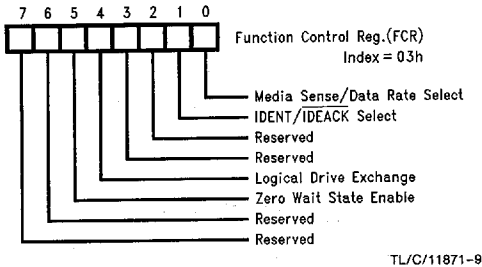 7 6 5 4 3 2 1 0
Function Control Reg.(FCR)
Index = 03h
Media Sense/Data Rate Select
IDENT/IDEACK Select
Reserved
Reserved
Logical Drive Exchange
Zero Wait State Enable
Reserved
Reserved
TL/C/11871-9